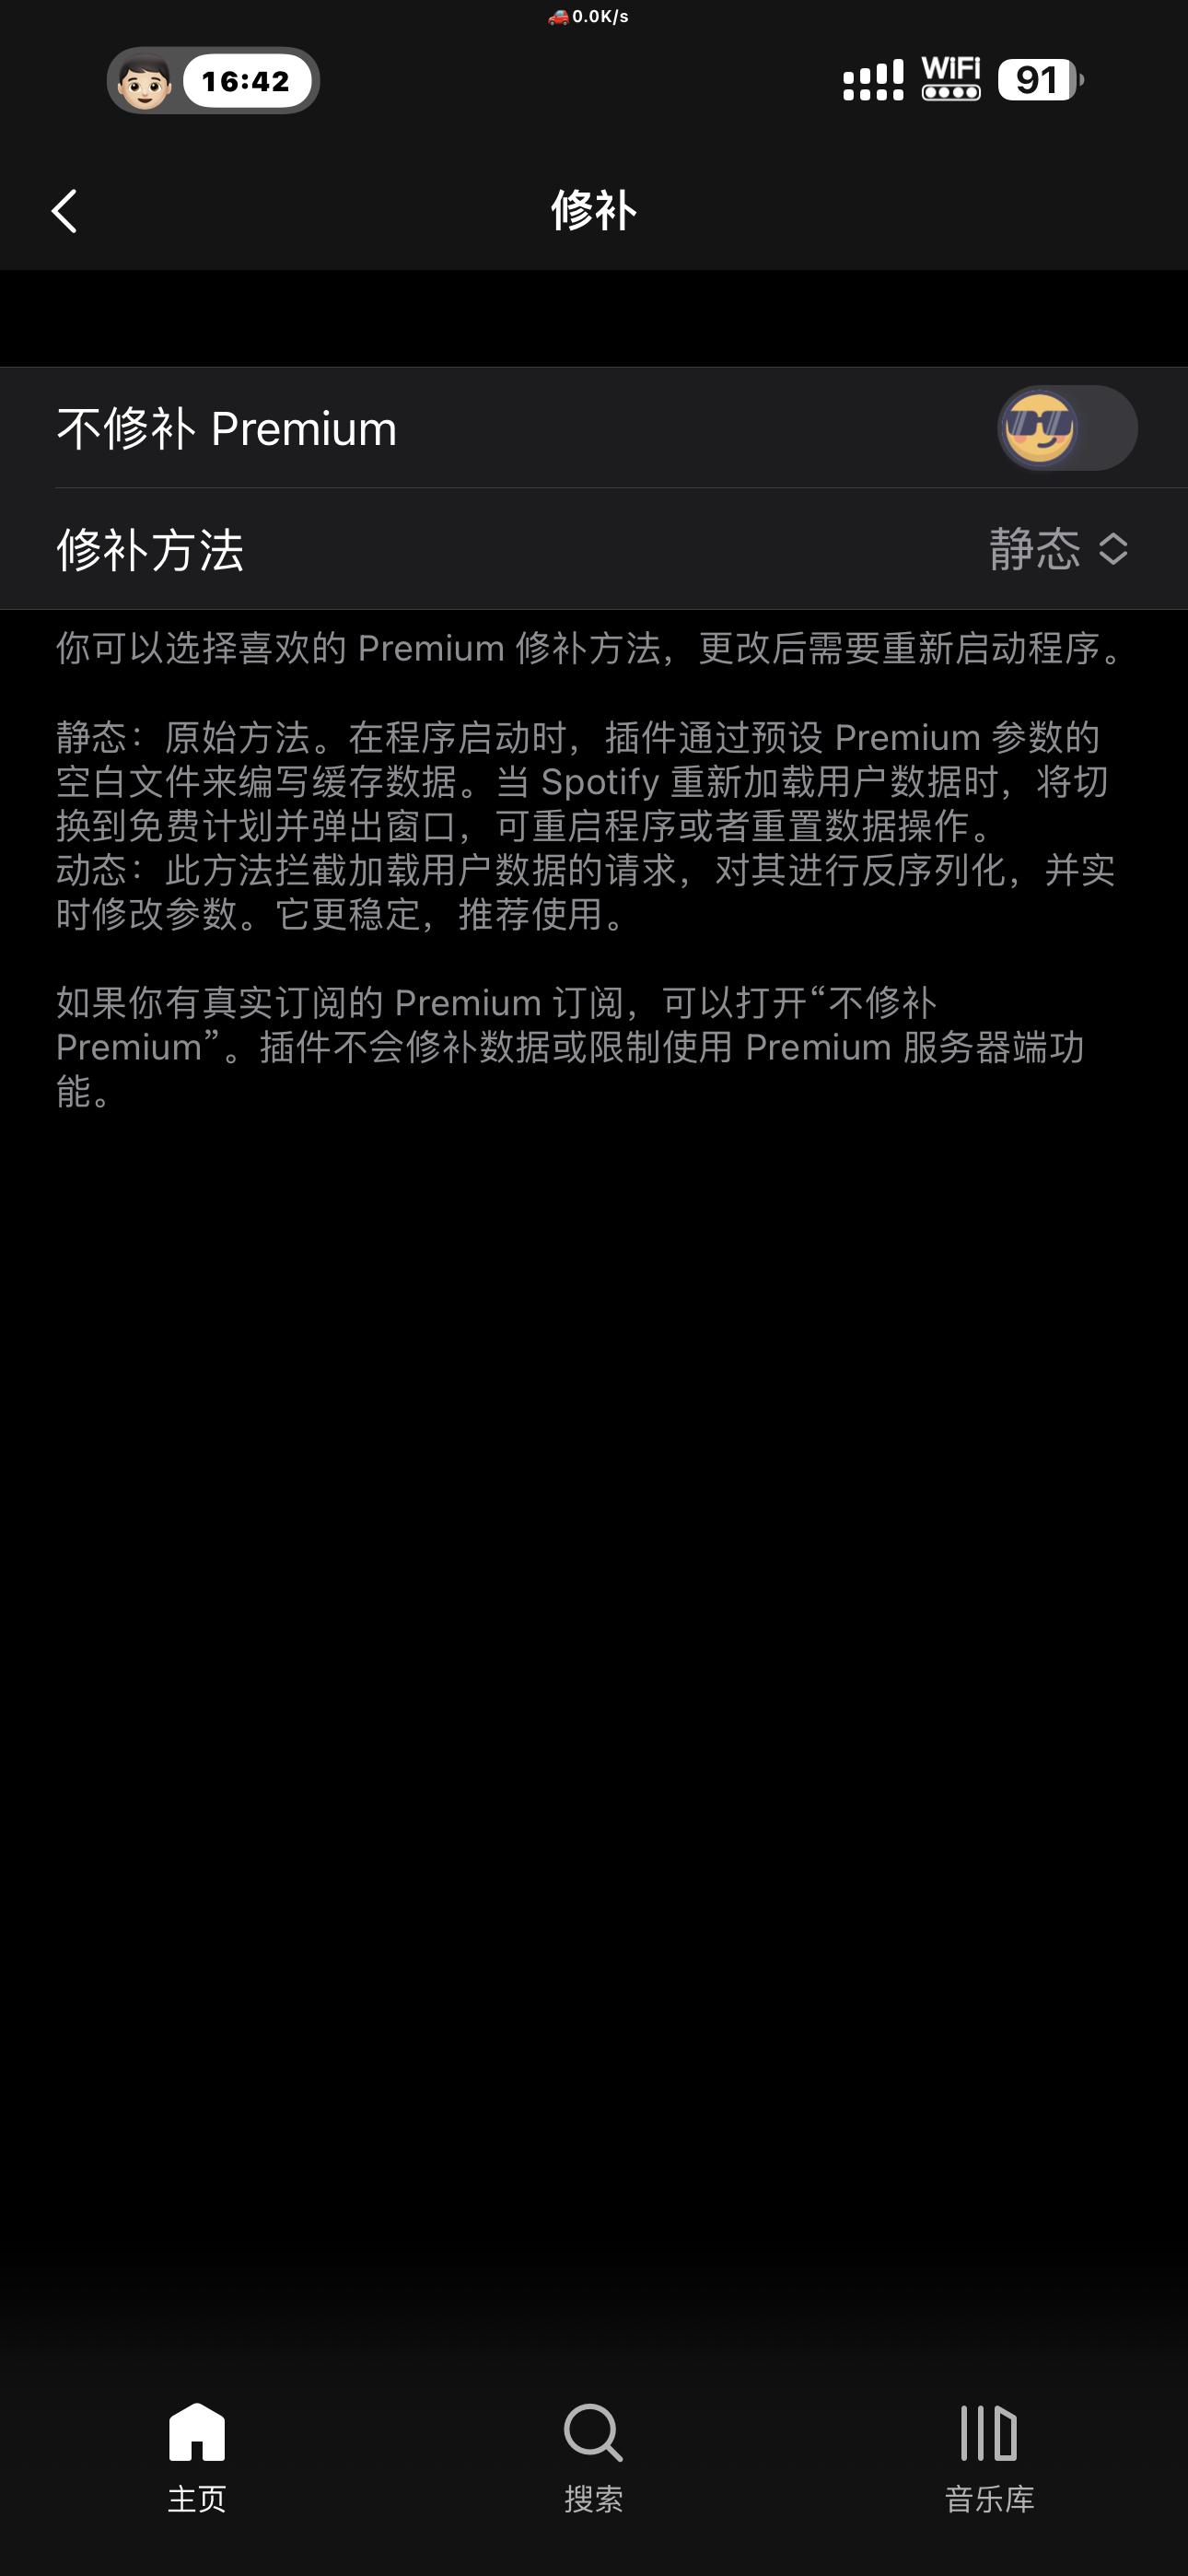 🚗0.0K/s
16:42
WiFi
91
修补
不修补 Premium
修补方法
静态
你可以选择喜欢的 Premium 修补方法，更改后需要重新启动程序。
静态：原始方法。在程序启动时，插件通过预设 Premium 参数的
空白文件来编写缓存数据。当 Spotify 重新加载用户数据时，将切
换到免费计划并弹出窗口，可重启程序或者重置数据操作。
动态：此方法拦截加载用户数据的请求，对其进行反序列化，并实
时修改参数。它更稳定，推荐使用。
如果你有真实订阅的 Premium 订阅，可以打开“不修补
Premium”。插件不会修补数据或限制使用 Premium 服务器端功
能。
主页
搜索
音乐库